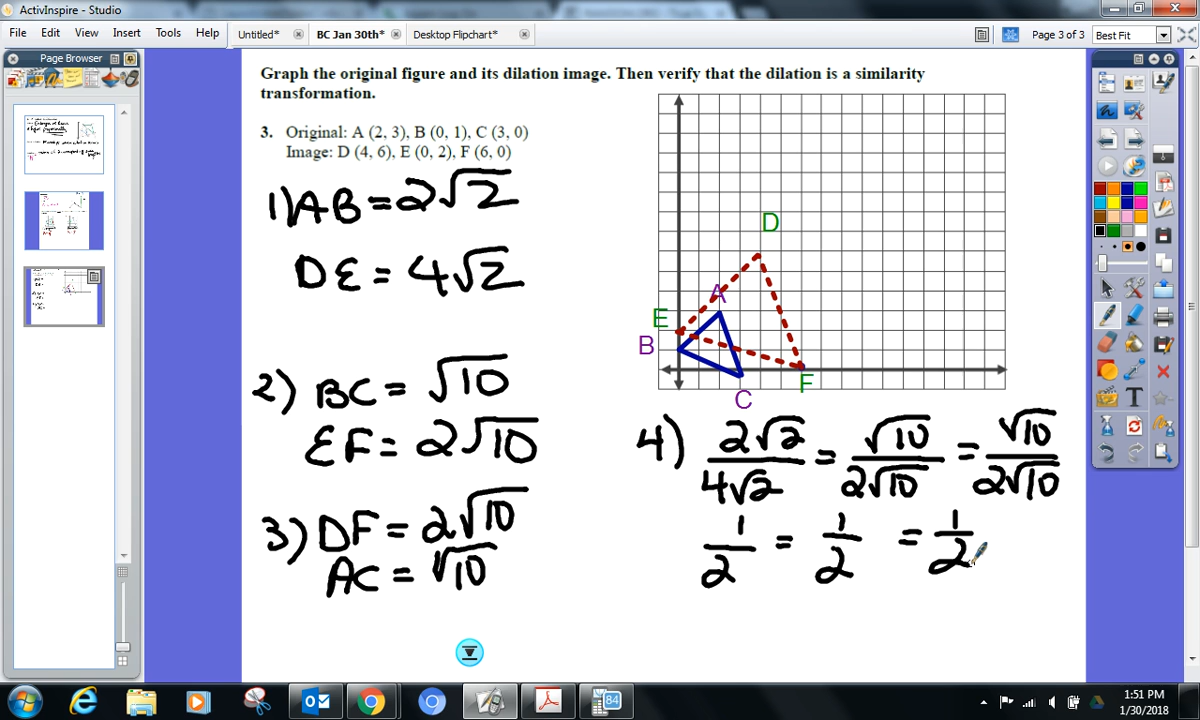 ActivInspire - Studio
File Edit View Insert Tools Help
Untitled*
BC Jan 30th*
Desktop Flipchart*
Page 3 of 3
Best Fit
Page Browser
Graph the original figure and its dilation image. Then verify that the dilation is a similarity
transformation.
3. Original: A (2, 3), B (0, 1), C (3, 0)
Image: D (4, 6), E (0, 2), F (6, 0)
1) AB = 2√2
DE = 4√2
2) BC = √10
EF = 2√10
3) DF = 2√10
AC = √10
D
A
E
B
F
C
4) 2√2/4√2 = √10/2√10 = √10/2√10
1/2 = 1/2 = 1/2
T
84
1:51 PM
1/30/2018